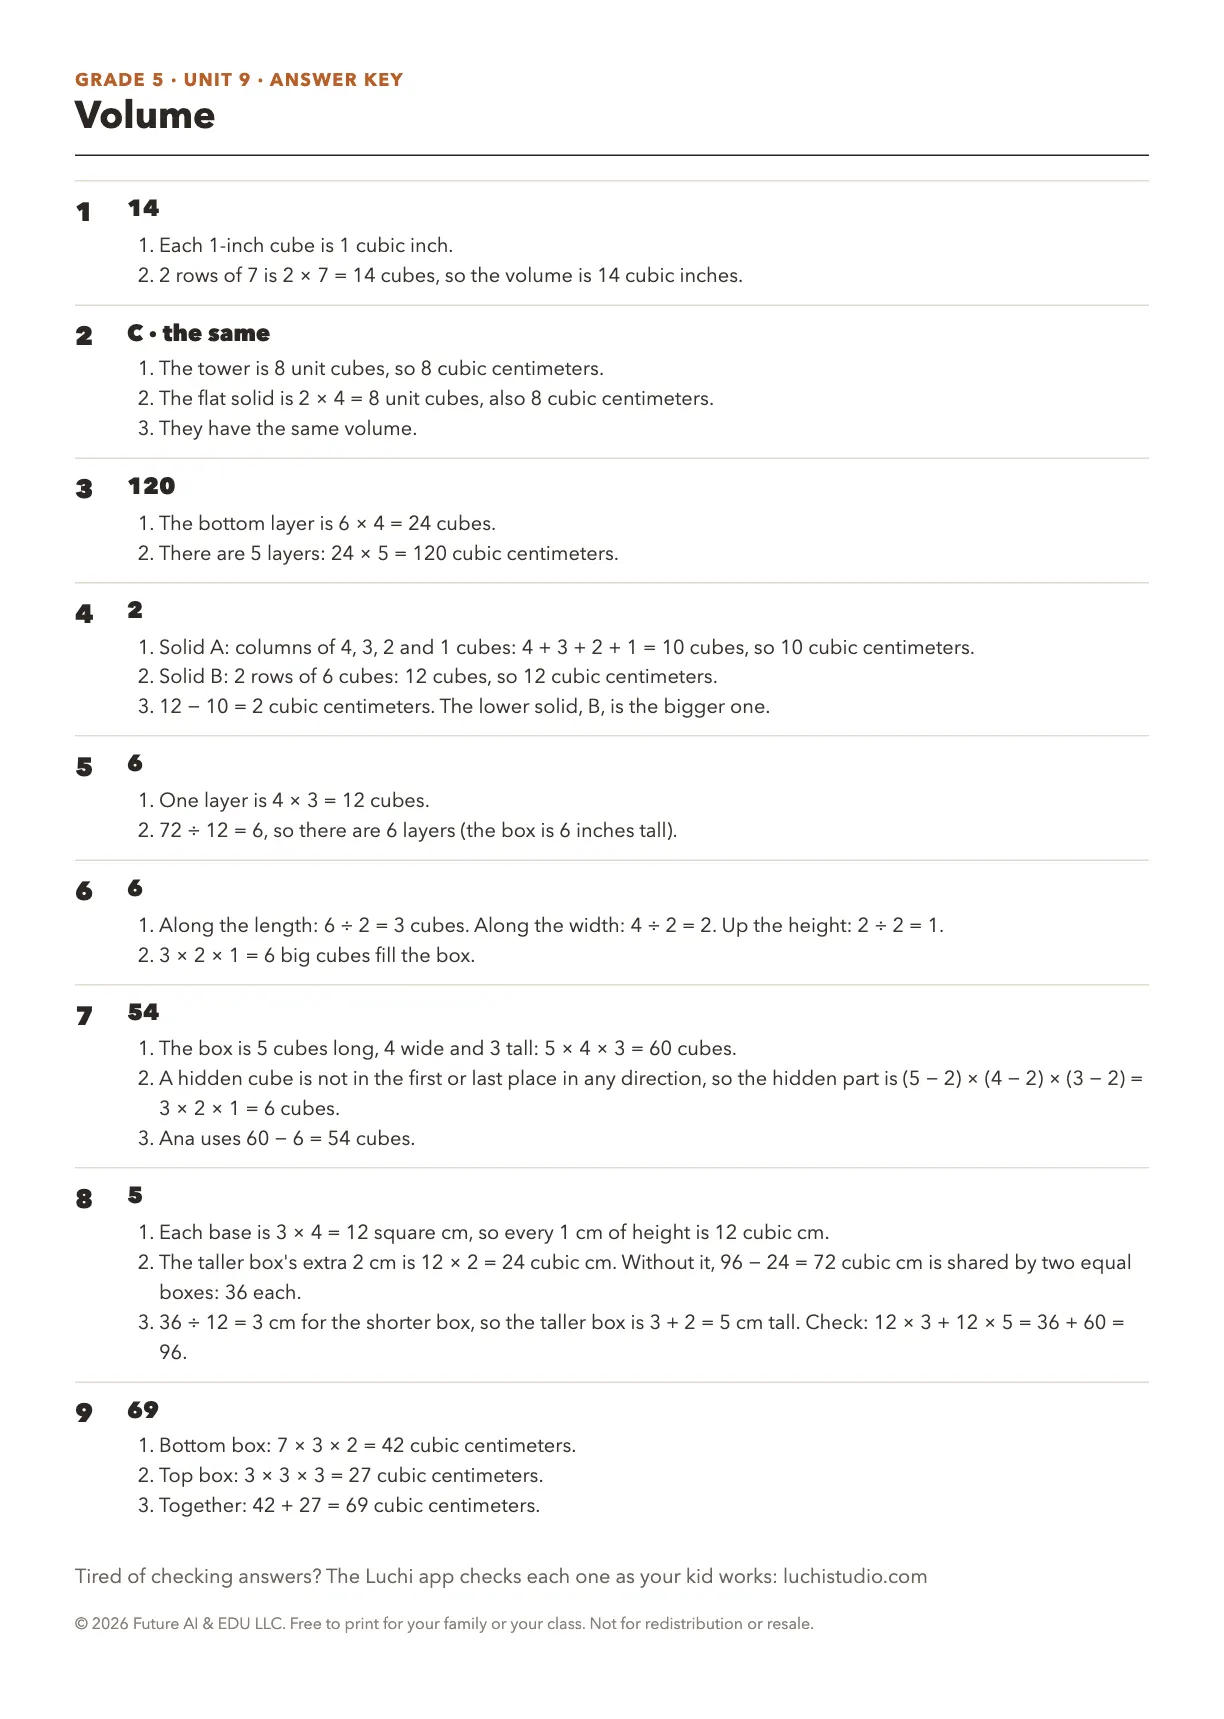 GRADE 5 · UNIT 9 · ANSWER KEY
Volume
1 14
1. Each 1-inch cube is 1 cubic inch.
2. 2 rows of 7 is 2 × 7 = 14 cubes, so the volume is 14 cubic inches.
2 C · the same
1. The tower is 8 unit cubes, so 8 cubic centimeters.
2. The flat solid is 2 × 4 = 8 unit cubes, also 8 cubic centimeters.
3. They have the same volume.
3 120
1. The bottom layer is 6 × 4 = 24 cubes.
2. There are 5 layers: 24 × 5 = 120 cubic centimeters.
4 2
1. Solid A: columns of 4, 3, 2 and 1 cubes: 4 + 3 + 2 + 1 = 10 cubes, so 10 cubic centimeters.
2. Solid B: 2 rows of 6 cubes: 12 cubes, so 12 cubic centimeters.
3. 12 − 10 = 2 cubic centimeters. The lower solid, B, is the bigger one.
5 6
1. One layer is 4 × 3 = 12 cubes.
2. 72 ÷ 12 = 6, so there are 6 layers (the box is 6 inches tall).
6 6
1. Along the length: 6 ÷ 2 = 3 cubes. Along the width: 4 ÷ 2 = 2. Up the height: 2 ÷ 2 = 1.
2. 3 × 2 × 1 = 6 big cubes fill the box.
7 54
1. The box is 5 cubes long, 4 wide and 3 tall: 5 × 4 × 3 = 60 cubes.
2. A hidden cube is not in the first or last place in any direction, so the hidden part is (5 − 2) × (4 − 2) × (3 − 2) =
3 × 2 × 1 = 6 cubes.
3. Ana uses 60 − 6 = 54 cubes.
8 5
1. Each base is 3 × 4 = 12 square cm, so every 1 cm of height is 12 cubic cm.
2. The taller box's extra 2 cm is 12 × 2 = 24 cubic cm. Without it, 96 − 24 = 72 cubic cm is shared by two equal
boxes: 36 each.
3. 36 ÷ 12 = 3 cm for the shorter box, so the taller box is 3 + 2 = 5 cm tall. Check: 12 × 3 + 12 × 5 = 36 + 60 =
96.
9 69
1. Bottom box: 7 × 3 × 2 = 42 cubic centimeters.
2. Top box: 3 × 3 × 3 = 27 cubic centimeters.
3. Together: 42 + 27 = 69 cubic centimeters.
Tired of checking answers? The Luchi app checks each one as your kid works: luchistudio.com
© 2026 Future AI & EDU LLC. Free to print for your family or your class. Not for redistribution or resale.